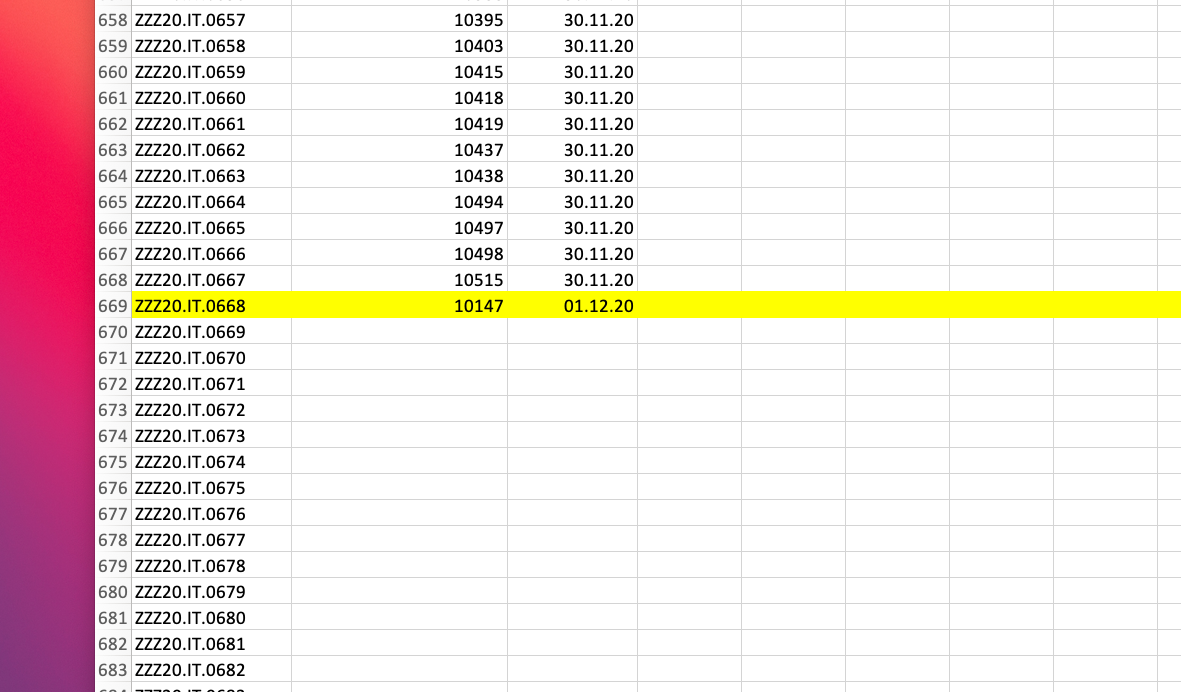 658 ZZZ20.IT.0657 10395 30.11.20
659 ZZZ20.IT.0658 10403 30.11.20
660 ZZZ20.IT.0659 10415 30.11.20
661 ZZZ20.IT.0660 10418 30.11.20
662 ZZZ20.IT.0661 10419 30.11.20
663 ZZZ20.IT.0662 10437 30.11.20
664 ZZZ20.IT.0663 10438 30.11.20
665 ZZZ20.IT.0664 10494 30.11.20
666 ZZZ20.IT.0665 10497 30.11.20
667 ZZZ20.IT.0666 10498 30.11.20
668 ZZZ20.IT.0667 10515 30.11.20
669 ZZZ20.IT.0668 10147 01.12.20
670 ZZZ20.IT.0669
671 ZZZ20.IT.0670
672 ZZZ20.IT.0671
673 ZZZ20.IT.0672
674 ZZZ20.IT.0673
675 ZZZ20.IT.0674
676 ZZZ20.IT.0675
677 ZZZ20.IT.0676
678 ZZZ20.IT.0677
679 ZZZ20.IT.0678
680 ZZZ20.IT.0679
681 ZZZ20.IT.0680
682 ZZZ20.IT.0681
683 ZZZ20.IT.0682